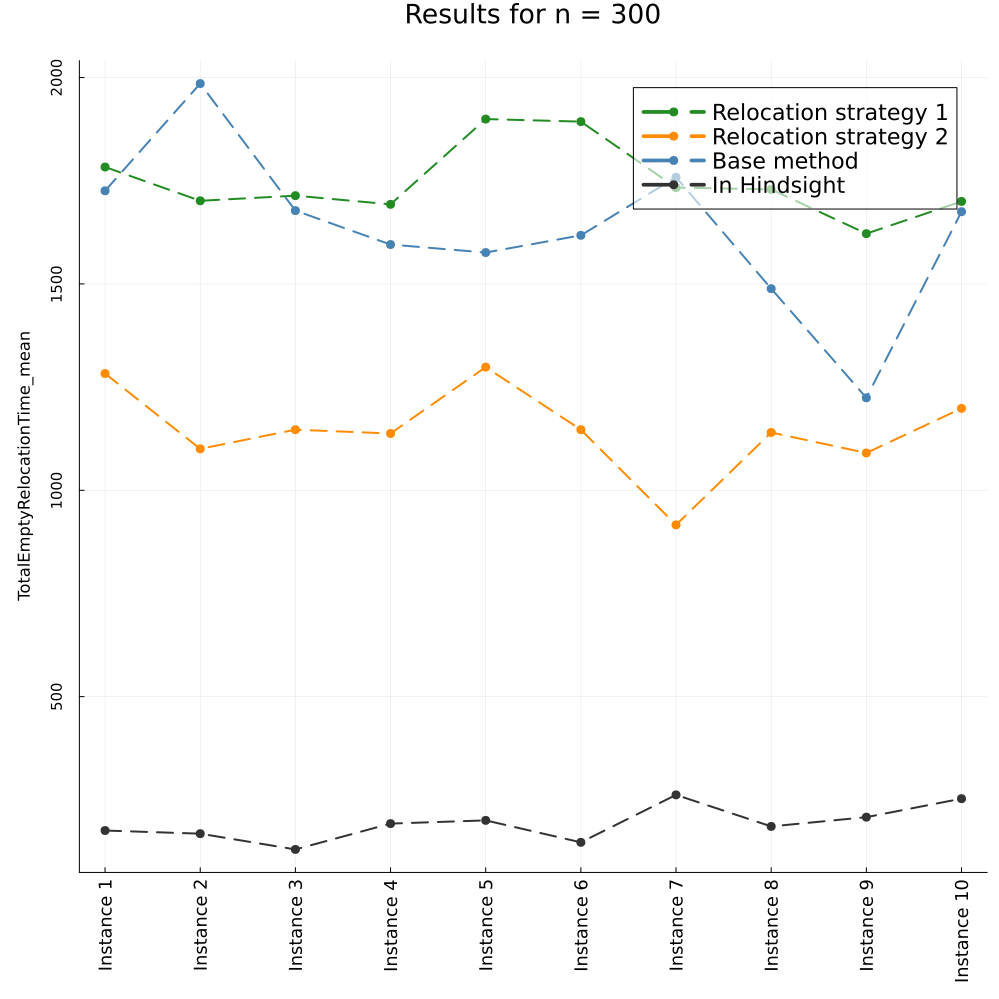 Results for n = 300
2000
1500
1000
500
TotalEmptyRelocationTime_mean
Relocation strategy 1
Relocation strategy 2
Base method
In Hindsight
Instance 1
Instance 2
Instance 3
Instance 4
Instance 5
Instance 6
Instance 7
Instance 8
Instance 9
Instance 10